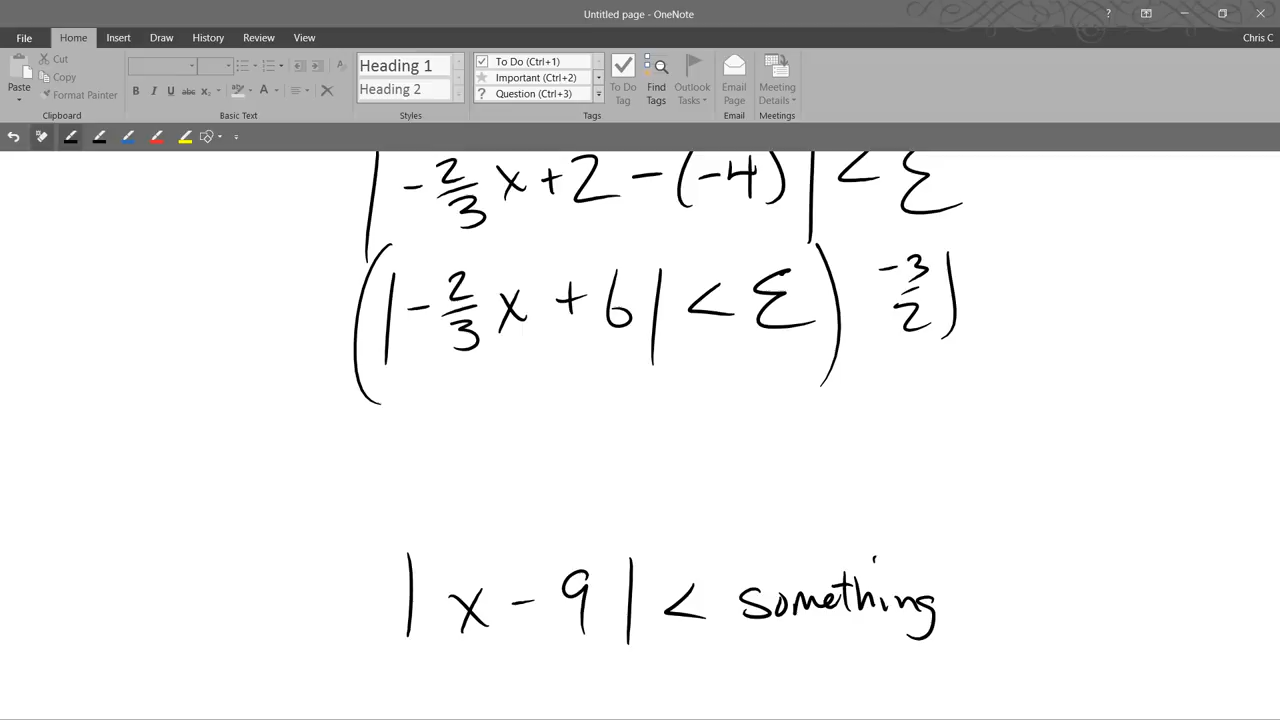 Untitled page - OneNote
File Home Insert Draw History Review View Chris C
Paste Cut Copy Format Painter Clipboard
B I U abc x₂ A Basic Text
Heading 1 Heading 2 Styles
To Do (Ctrl+1) Important (Ctrl+2) Question (Ctrl+3) To Do Tag Find Tags Tags
Outlook Tasks
Email Page Email
Meeting Details Meetings
|-2/3 x + 2 - (-4)| < ε
(|-2/3 x + 6| < ε) -3/2|
|x - 9| < something